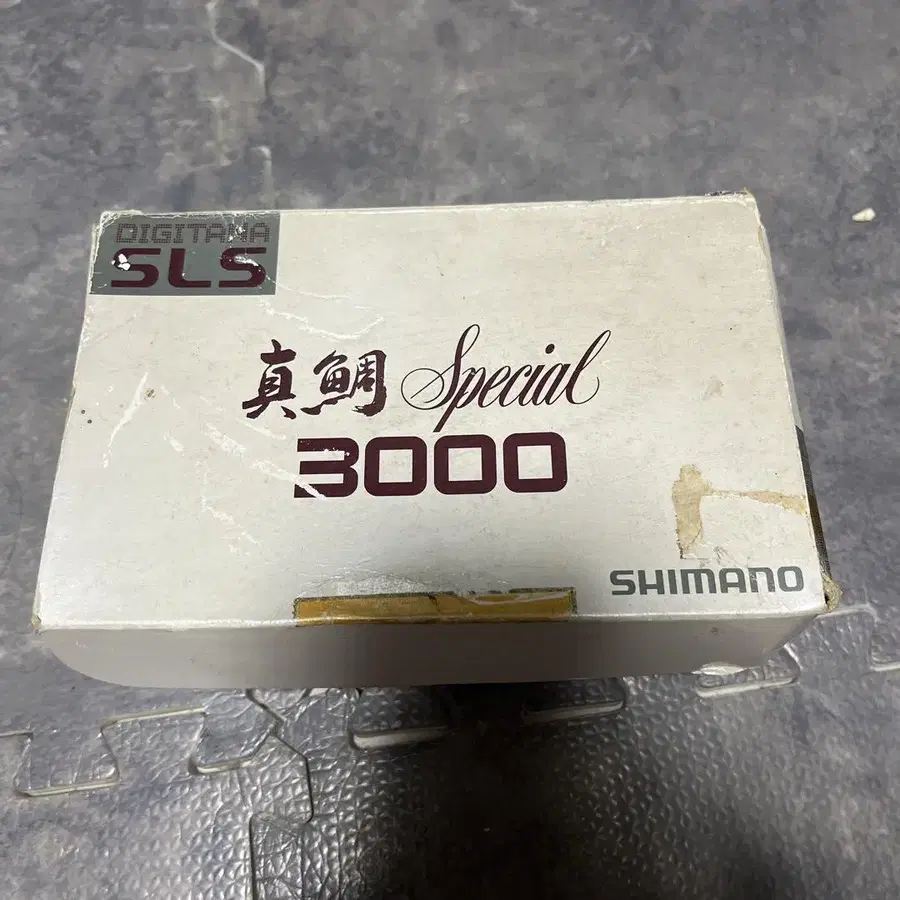 DIGITANA
SLS
真鯛 Special
3000
SHIMANO